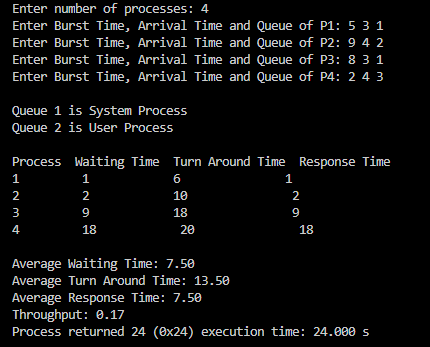 Enter number of processes: 4
Enter Burst Time, Arrival Time and Queue of P1: 5 3 1
Enter Burst Time, Arrival Time and Queue of P2: 9 4 2
Enter Burst Time, Arrival Time and Queue of P3: 8 3 1
Enter Burst Time, Arrival Time and Queue of P4: 2 4 3
Queue 1 is System Process
Queue 2 is User Process
Process Waiting Time Turn Around Time Response Time
1 1 6 1
2 2 10 2
3 9 18 9
4 18 20 18
Average Waiting Time: 7.50
Average Turn Around Time: 13.50
Average Response Time: 7.50
Throughput: 0.17
Process returned 24 (0x24) execution time: 24.000 s